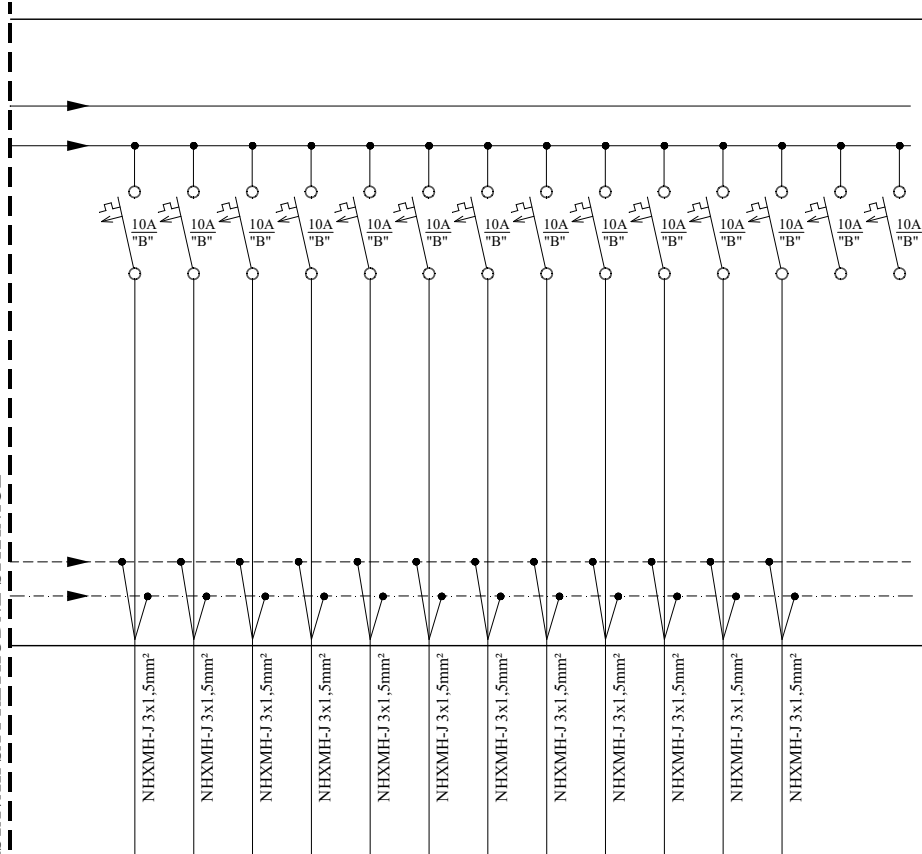 10A
"B"
10A
"B"
10A
"B"
10A
"B"
10A
"B"
10A
"B"
10A
"B"
10A
"B"
10A
"B"
10A
"B"
10A
"B"
10A
"B"
10A
"B"
10A
"B"
NHXMH-J 3x1,5mm²
NHXMH-J 3x1,5mm²
NHXMH-J 3x1,5mm²
NHXMH-J 3x1,5mm²
NHXMH-J 3x1,5mm²
NHXMH-J 3x1,5mm²
NHXMH-J 3x1,5mm²
NHXMH-J 3x1,5mm²
NHXMH-J 3x1,5mm²
NHXMH-J 3x1,5mm²
NHXMH-J 3x1,5mm²
NHXMH-J 3x1,5mm²